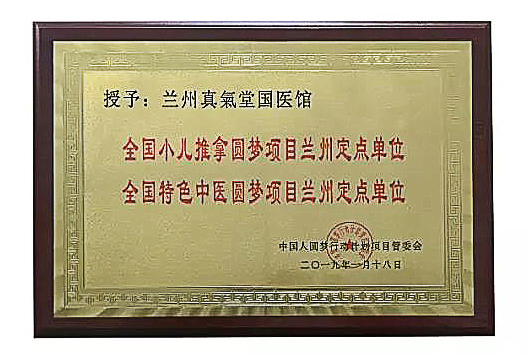 授予：兰州真氣堂国医馆
全国小儿推拿圆梦项目兰州定点单位
全国特色中医圆梦项目兰州定点单位
中国人圆梦行动计划项目管委会
二〇一九年一月十八日